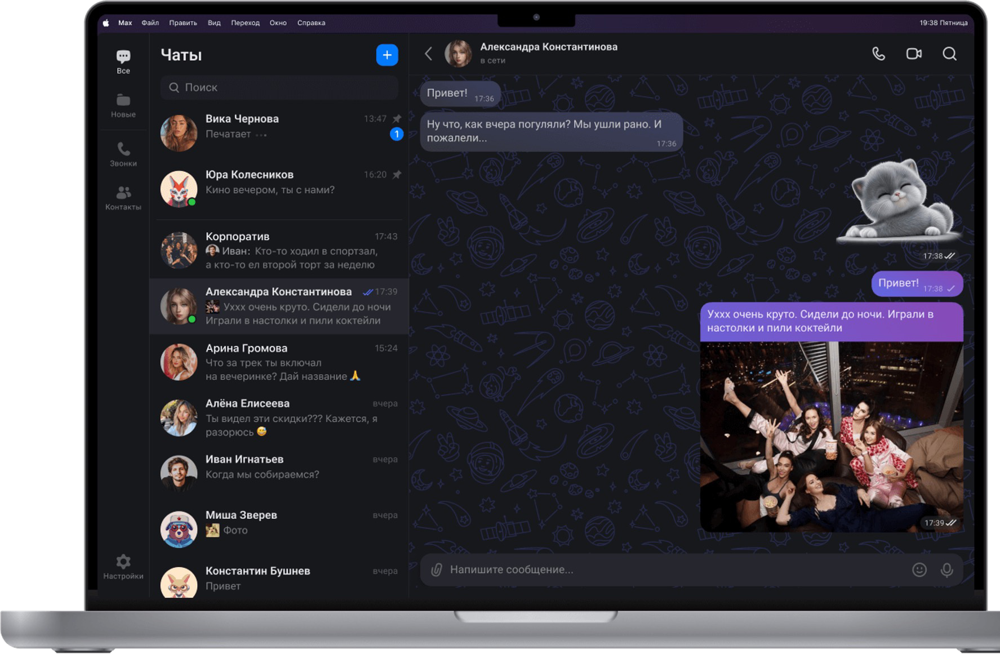 Max Файл Править Вид Переход Окно Справка
19:38 Пятница
Все
Новые
Звонки
Контакты
Настройки
Чаты
+
Поиск
Вика Чернова 13:47
Печатает ... 1
Юра Колесников 16:20
Кино вечером, ты с нами?
Корпоратив 17:43
Иван: Кто-то ходил в спортзал,
а кто-то ел второй торт за неделю
Александра Константинова 17:39
Уххх очень круто. Сидели до ночи
Играли в настолки и пили коктейли
Арина Громова 15:24
Что за трек ты включал
на вечеринке? Дай название 🙏
Алёна Елисеева вчера
Ты видел эти скидки??? Кажется, я
разорюсь 😅
Иван Игнатьев вчера
Когда мы собираемся?
Миша Зверев вчера
Фото
Константин Бушнев вчера
Привет
Александра Константинова
в сети
Привет! 17:36
Ну что, как вчера погуляли? Мы ушли рано. И
пожалели...
17:36
17:38
Привет! 17:38
Уххх очень круто. Сидели до ночи. Играли в
настолки и пили коктейли
17:39
Напишите сообщение...